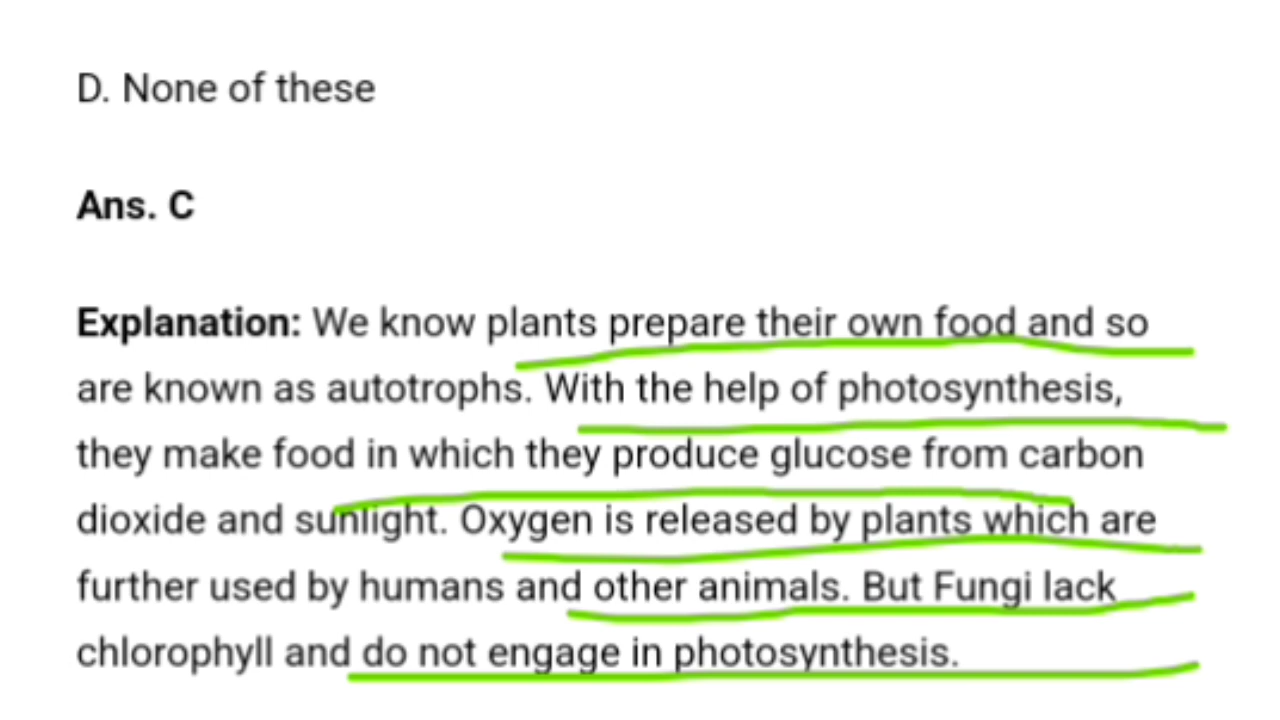 D. None of these
Ans. C
Explanation: We know plants prepare their own food and so
are known as autotrophs. With the help of photosynthesis,
they make food in which they produce glucose from carbon
dioxide and sunlight. Oxygen is released by plants which are
further used by humans and other animals. But Fungi lack
chlorophyll and do not engage in photosynthesis.